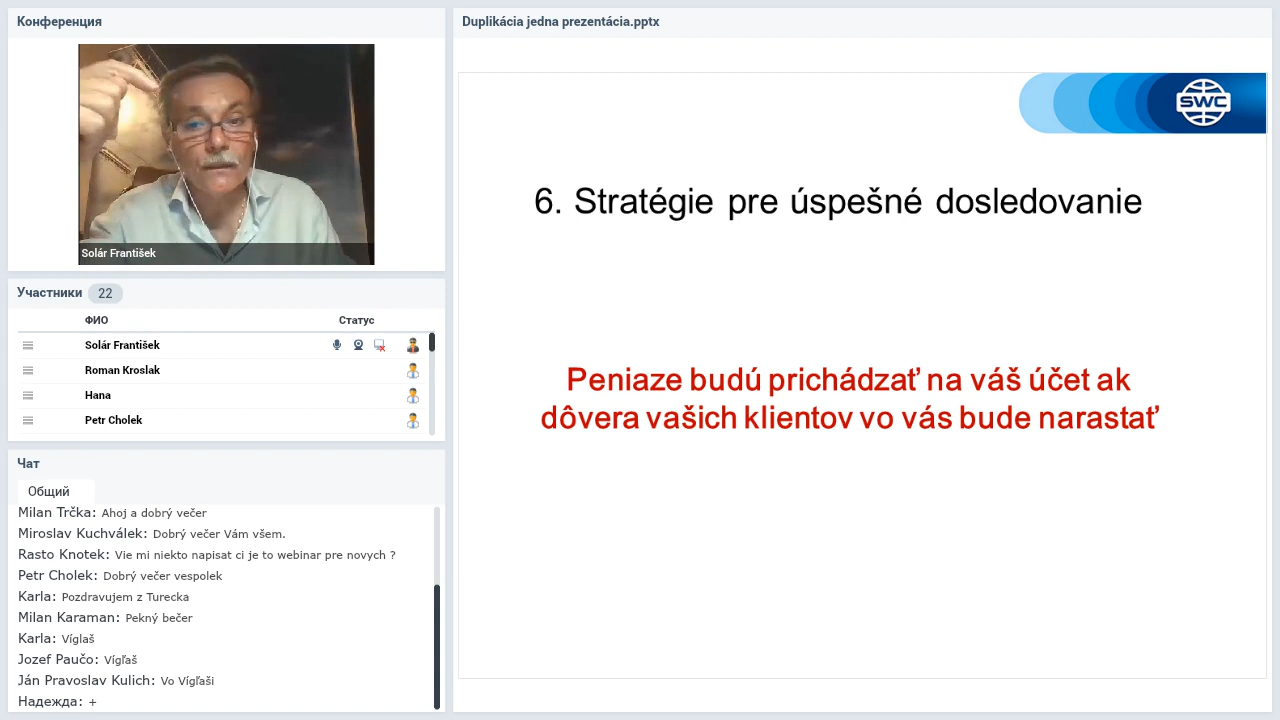 Конференция
Solár František
Участники 22
ФИО Статус
Solár František
Roman Kroslak
Hana
Petr Cholek
Чат
Общий
Milan Trčka: Ahoj a dobrý večer
Miroslav Kuchválek: Dobrý večer Vám všem.
Rasto Knotek: Vie mi niekto napisat ci je to webinar pre novych ?
Petr Cholek: Dobrý večer vespolek
Karla: Pozdravujem z Turecka
Milan Karaman: Pekný bečer
Karla: Víglaš
Jozef Paučo: Vígľaš
Ján Pravoslav Kulich: Vo Vígľaši
Надежда: +
Duplikácia jedna prezentácia.pptx
SWC
6. Stratégie pre úspešné dosledovanie
Peniaze budú prichádzať na váš účet ak
dôvera vašich klientov vo vás bude narastať